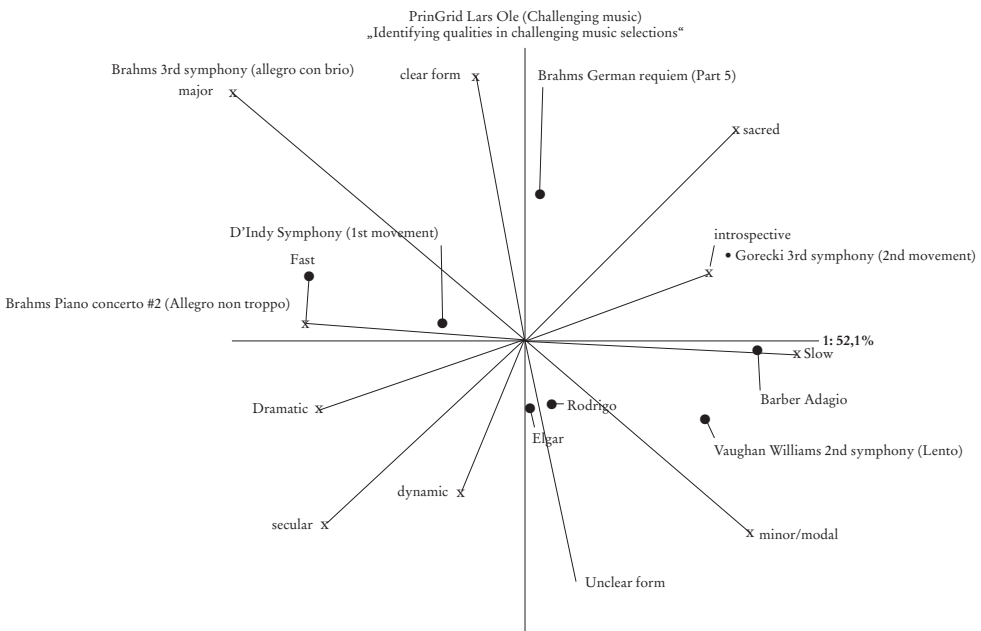 PrinGrid Lars Ole (Challenging music)
„Identifying qualities in challenging music selections“
Brahms 3rd symphony (allegro con brio)
clear form x
Brahms German requiem (Part 5)
major x
x sacred
D’Indy Symphony (1st movement)
introspective
Fast
• Gorecki 3rd symphony (2nd movement)
x
Brahms Piano concerto #2 (Allegro non troppo)
x
1: 52,1%
x Slow
Barber Adagio
Dramatic x
Rodrigo
Elgar
Vaughan Williams 2nd symphony (Lento)
dynamic x
secular x
x minor/modal
Unclear form